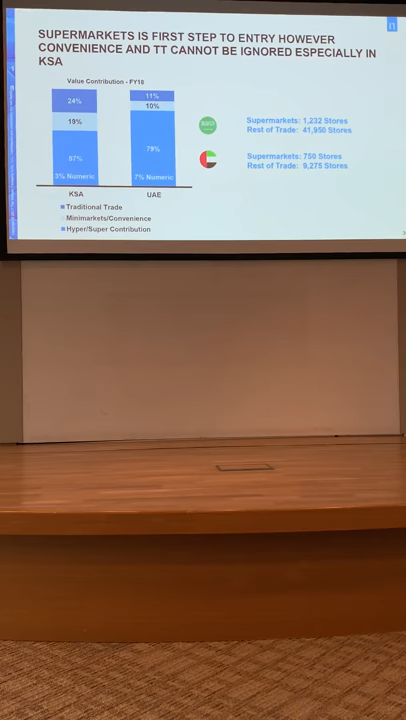 SUPERMARKETS IS FIRST STEP TO ENTRY HOWEVER
CONVENIENCE AND TT CANNOT BE IGNORED ESPECIALLY IN
KSA
n
Value Contribution - FY18
24%
19%
57%
3% Numeric
KSA
11%
10%
79%
7% Numeric
UAE
Traditional Trade
Minimarkets/Convenience
Hyper/Super Contribution
Supermarkets: 1,232 Stores
Rest of Trade: 41,950 Stores
Supermarkets: 750 Stores
Rest of Trade: 9,275 Stores